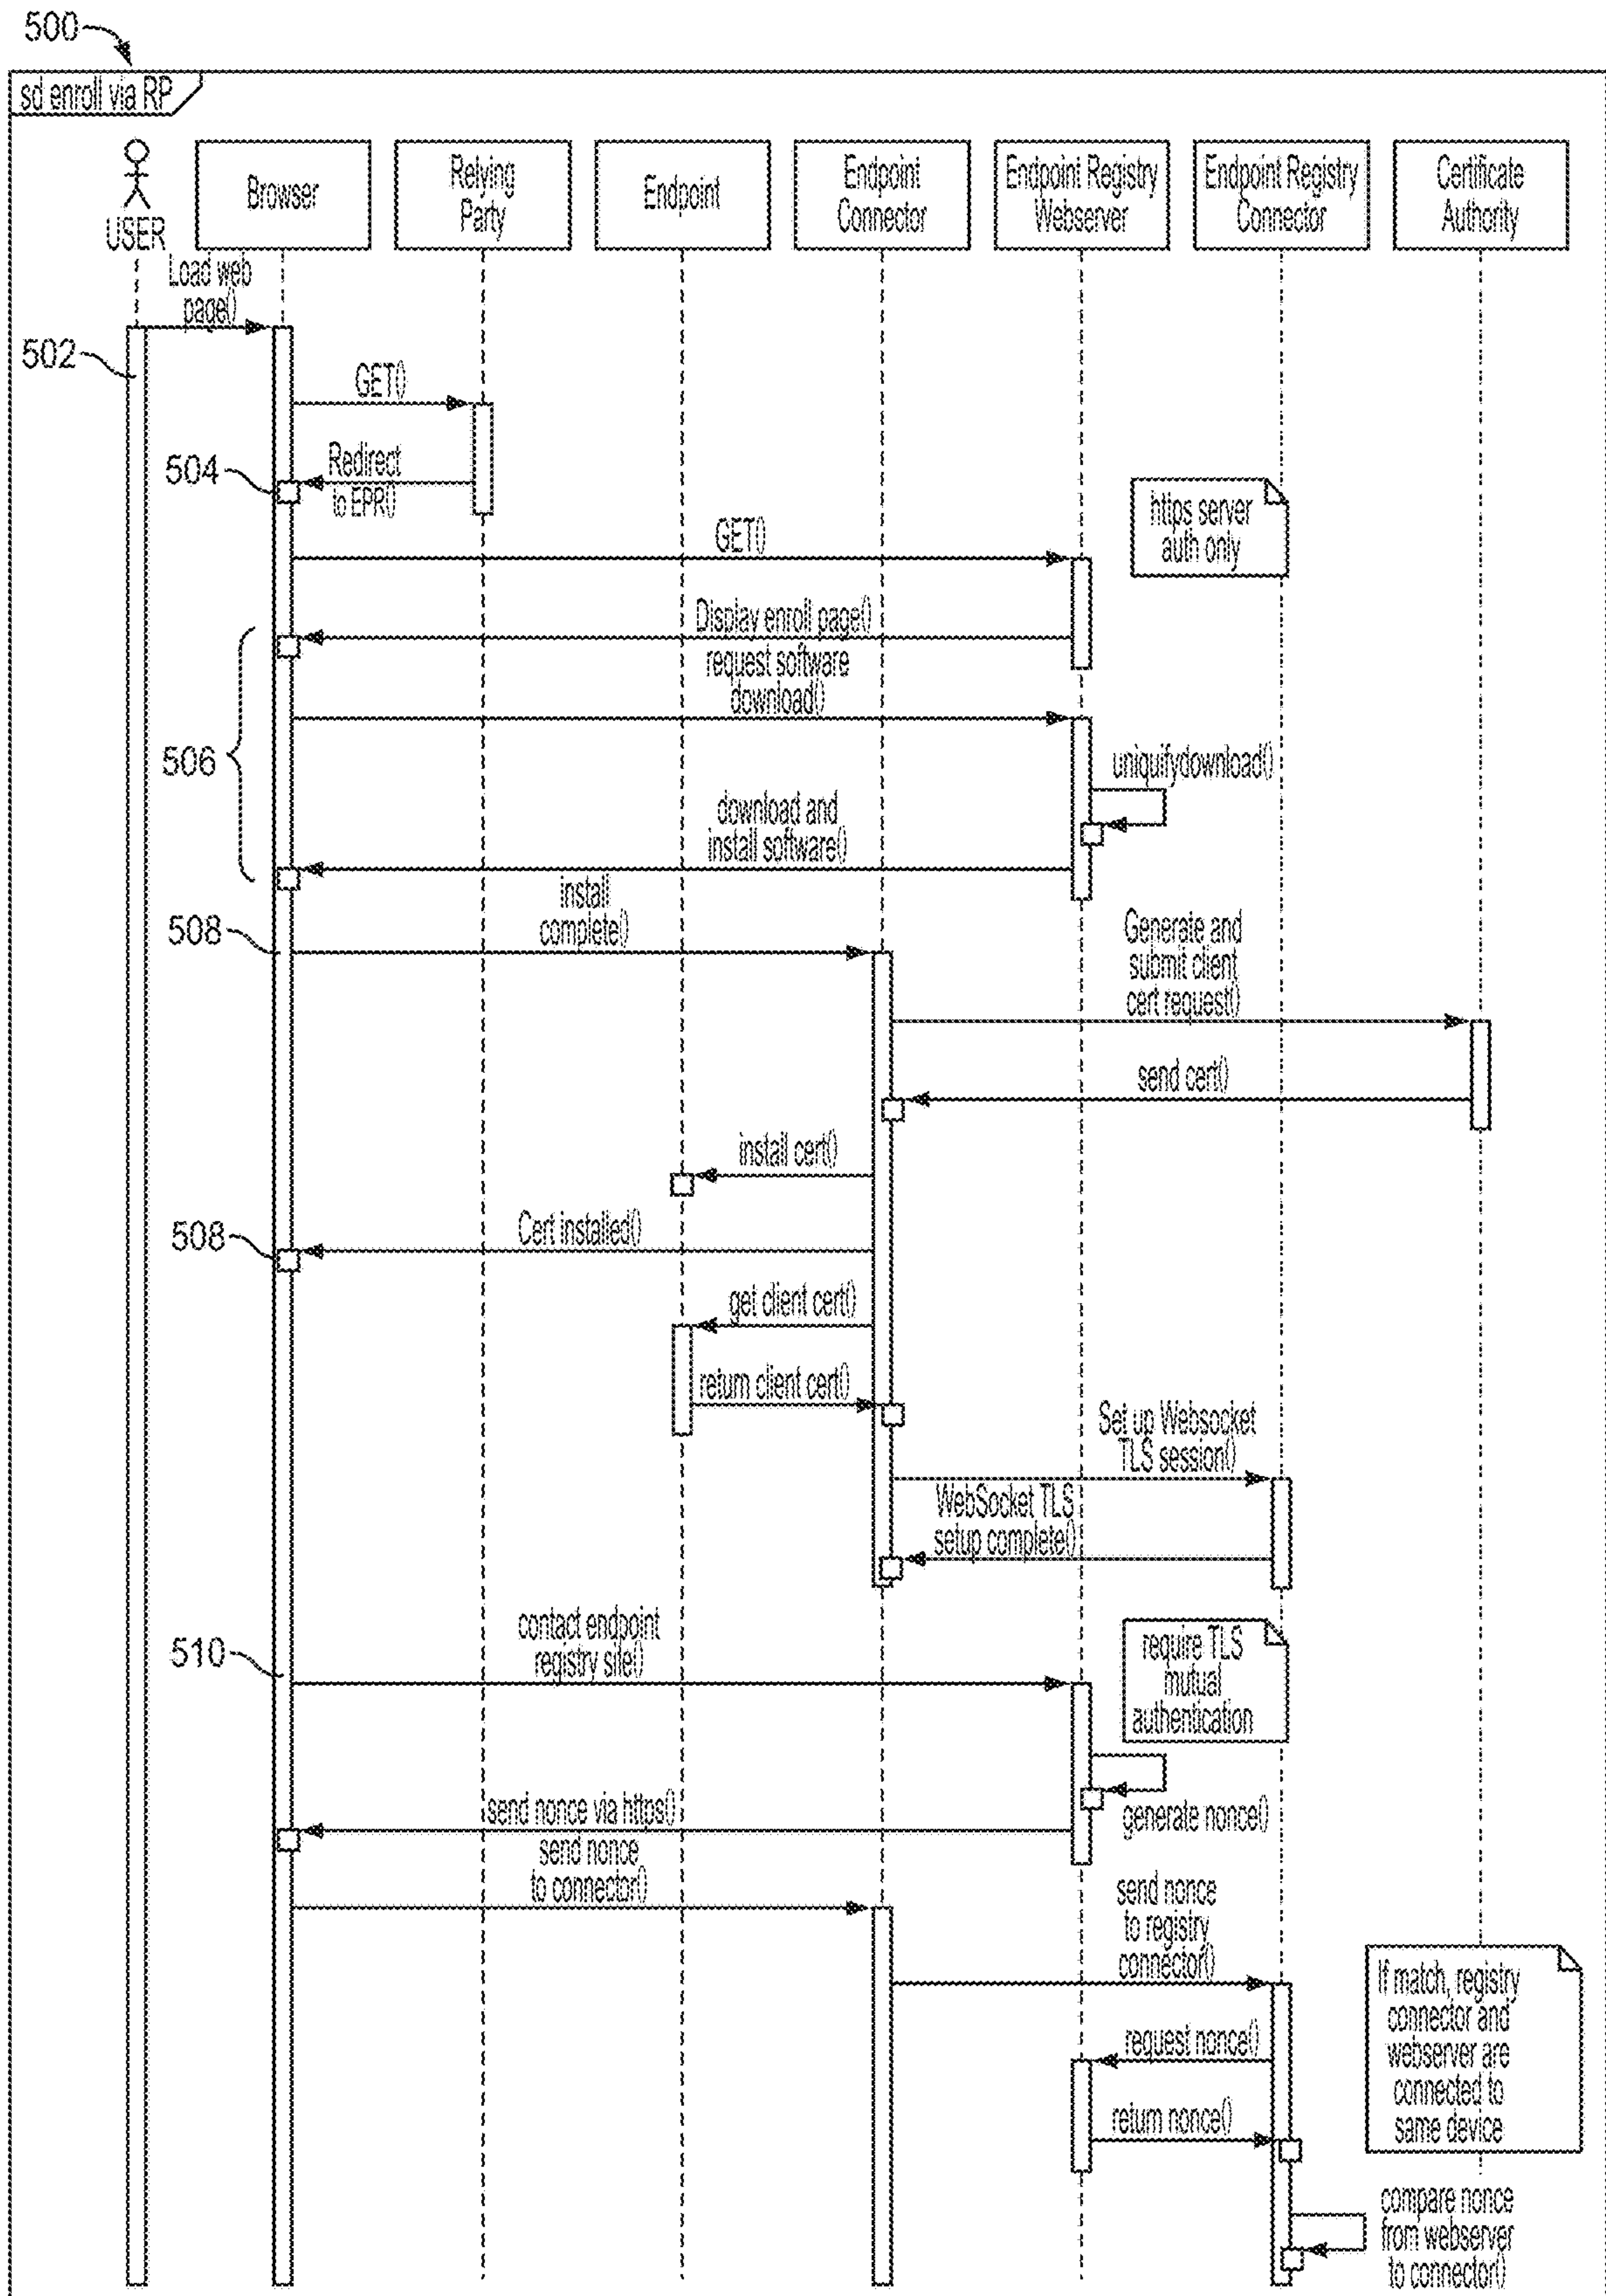 500
sd enroll via RP
USER
Browser
Relying
Party
Endpoint
Endpoint
Connector
Endpoint Registry
Webserver
Endpoint Registry
Connector
Certificate
Authority
Load web
page()
502
GET()
504
Redirect
to EPR()
https server
auth only
GET()
Display enroll page()
request software
download()
506
uniquifydownload()
download and
install software()
508
install
complete()
Generate and
submit client
cert request()
send cert()
install cert()
508
Cert installed()
get client cert()
return client cert()
Set up Websocket
TLS session()
WebSocket TLS
setup complete()
510
contact endpoint
registry site()
require TLS
mutual
authentication
generate nonce()
send nonce via https()
send nonce
to connector()
send nonce
to registry
connector()
If match, registry
connector and
webserver are
connected to
same device
request nonce()
return nonce()
compare nonce
from webserver
to connector()